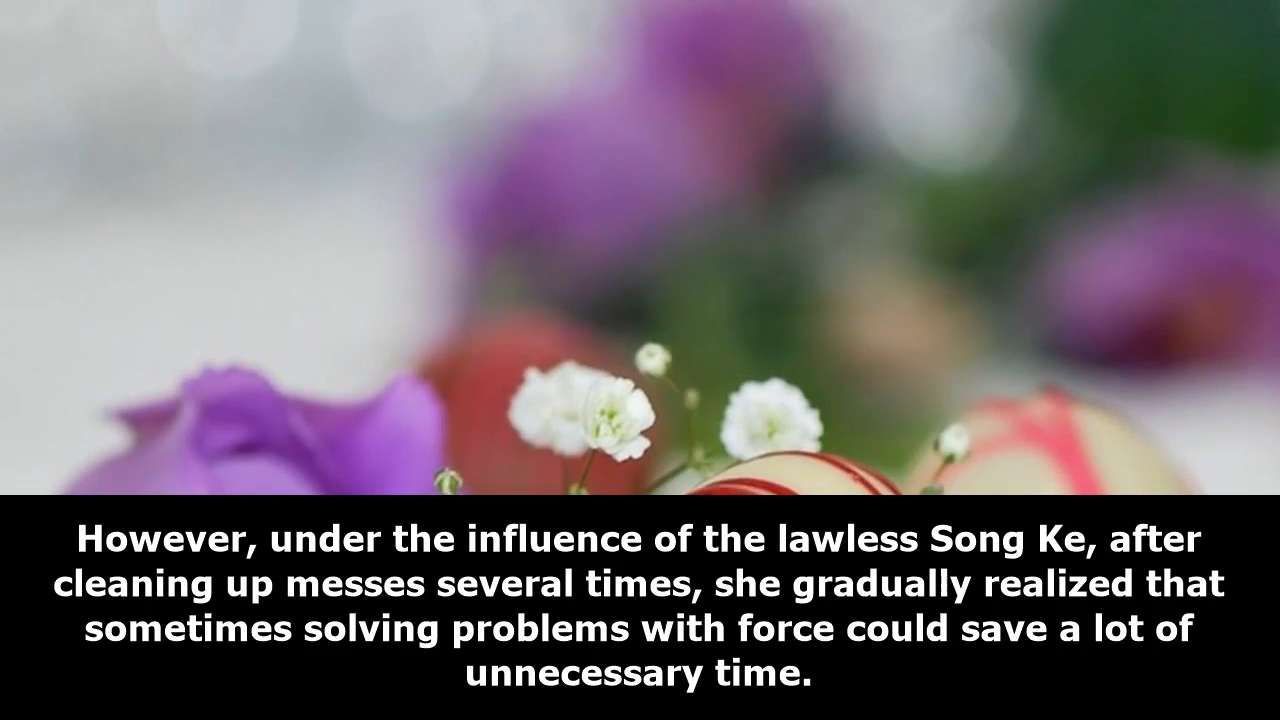 However, under the influence of the lawless Song Ke, after
cleaning up messes several times, she gradually realized that
sometimes solving problems with force could save a lot of
unnecessary time.